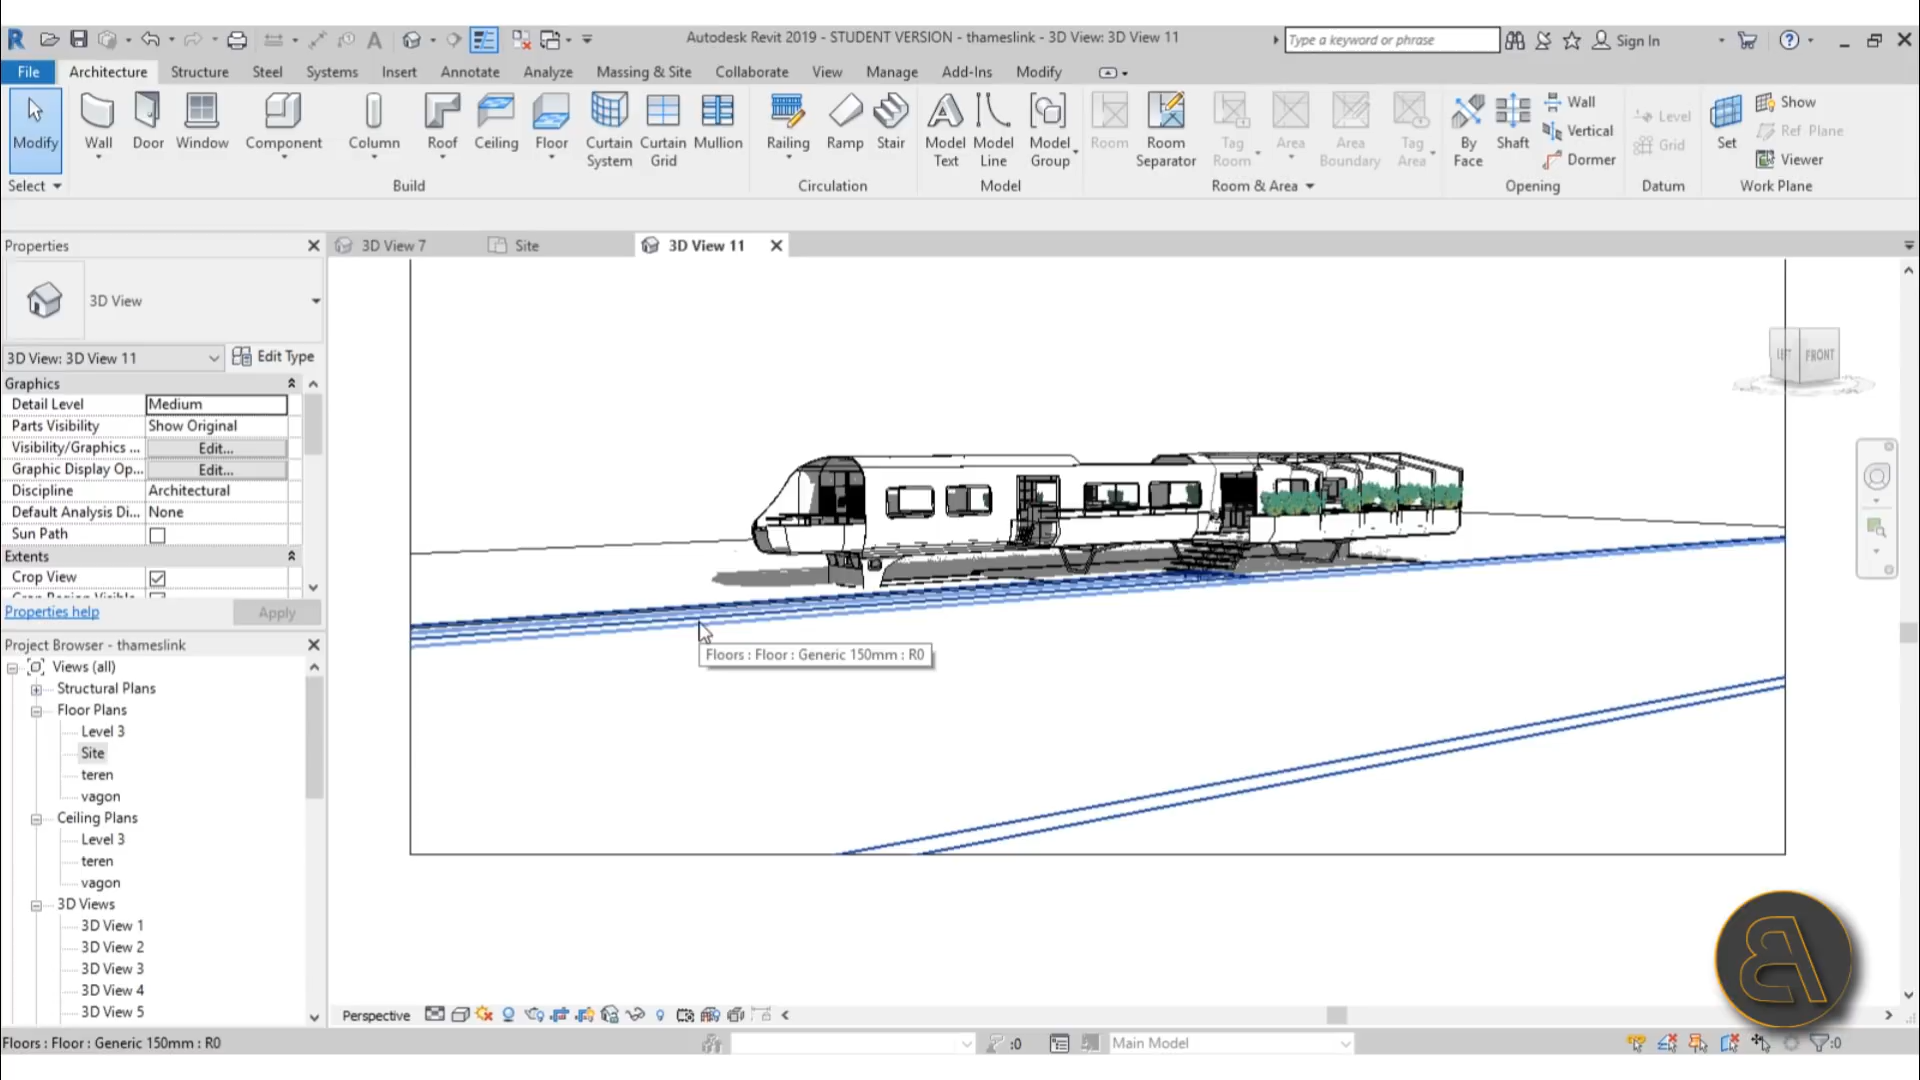 Autodesk Revit 2019 - STUDENT VERSION - thameslink - 3D View: 3D View 11
Type a keyword or phrase
Sign In
File Architecture Structure Steel Systems Insert Annotate Analyze Massing & Site Collaborate View Manage Add-Ins Modify
Modify
Wall
Door
Window
Component
Column
Roof
Ceiling
Floor
Curtain System
Curtain Grid
Mullion
Railing
Ramp
Stair
Model Text
Model Line
Model Group
Room
Room Separator
Tag Room
Area
Area Boundary
Tag Area
By Face
Shaft
Wall
Vertical
Dormer
Level
Grid
Set
Show
Ref Plane
Viewer
Select
Build
Circulation
Model
Room & Area
Opening
Datum
Work Plane
Properties
3D View 7
Site
3D View 11
3D View
3D View: 3D View 11
Edit Type
Graphics
Detail Level Medium
Parts Visibility Show Original
Visibility/Graphics ... Edit...
Graphic Display Op... Edit...
Discipline Architectural
Default Analysis Di... None
Sun Path
Extents
Crop View
Properties help
Apply
Project Browser - thameslink
Views (all)
Structural Plans
Floor Plans
Level 3
Site
teren
vagon
Ceiling Plans
Level 3
teren
vagon
3D Views
3D View 1
3D View 2
3D View 3
3D View 4
3D View 5
FRONT
Floors : Floor : Generic 150mm : R0
Perspective
Floors : Floor : Generic 150mm : R0
:0
Main Model
:0